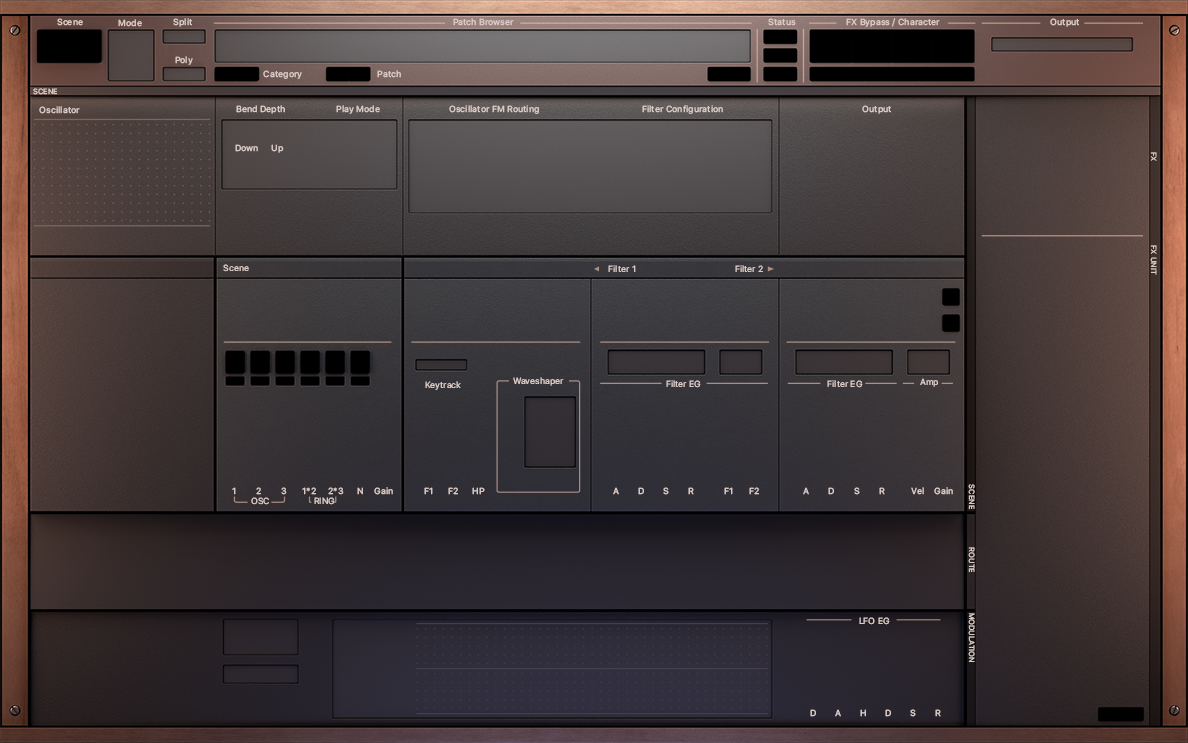 Scene
Mode
Split
Patch Browser
Status
FX Bypass / Character
Output
Poly
Category
Patch
SCENE
Oscillator
Bend Depth
Play Mode
Oscillator FM Routing
Filter Configuration
Output
Down Up
FX
FX UNIT
Scene
◄ Filter 1
Filter 2 ►
Keytrack
Waveshaper
Filter EG
Filter EG
Amp
1 2 3 1*2 2*3 N Gain
OSC RING
F1 F2 HP
A D S R F1 F2
A D S R Vel Gain
SCENE
ROUTE
MODULATION
LFO EG
D A H D S R